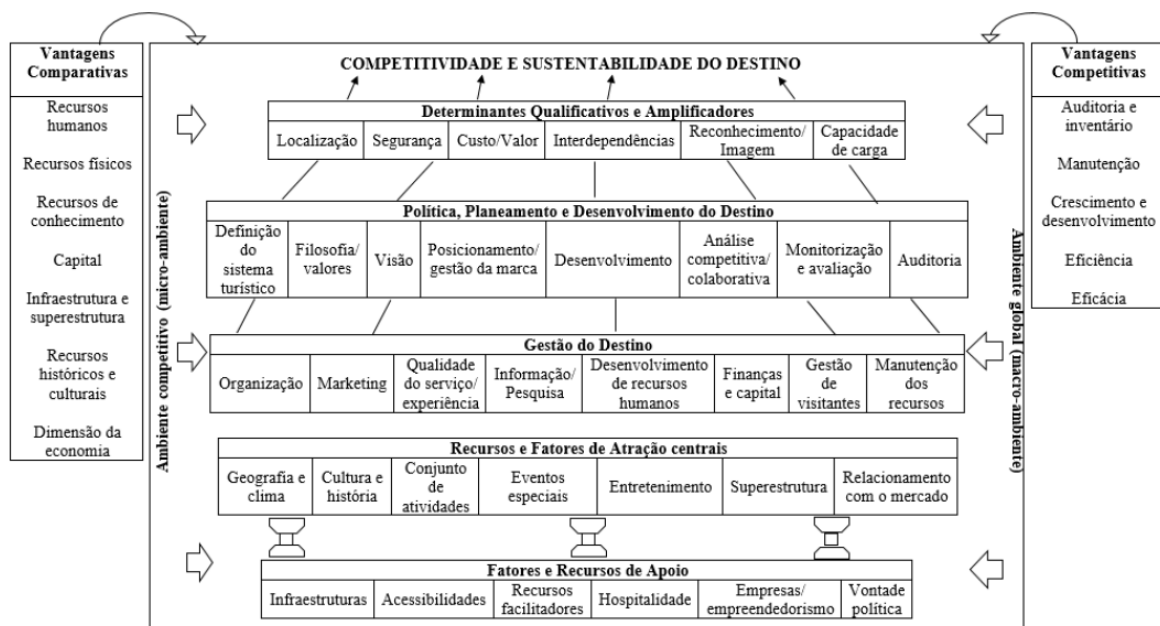 Vantagens
Comparativas
Recursos
humanos
Recursos físicos
Recursos de
conhecimento
Capital
Infraestrutura e
superestrutura
Recursos
históricos e
culturais
Dimensão da
economia
Ambiente competitivo (micro-ambiente)
COMPETITIVIDADE E SUSTENTABILIDADE DO DESTINO
Determinantes Qualificativos e Amplificadores
Localização
Segurança
Custo/Valor
Interdependências
Reconhecimento/
Imagem
Capacidade
de carga
Política, Planeamento e Desenvolvimento do Destino
Definição
do
sistema
turístico
Filosofia/
valores
Visão
Posicionamento/
gestão da marca
Desenvolvimento
Análise
competitiva/
colaborativa
Monitorização
e avaliação
Auditoria
Gestão do Destino
Organização
Marketing
Qualidade
do serviço/
experiência
Informação/
Pesquisa
Desenvolvimento
de recursos
humanos
Finanças
e capital
Gestão
de
visitantes
Manutenção
dos
recursos
Recursos e Fatores de Atração centrais
Geografia e
clima
Cultura e
história
Conjunto
de
atividades
Eventos
especiais
Entretenimento
Superestrutura
Relacionamento
com o mercado
Fatores e Recursos de Apoio
Infraestruturas
Acessibilidades
Recursos
facilitadores
Hospitalidade
Empresas/
empreendedorismo
Vontade
política
Ambiente global (macro-ambiente)
Vantagens
Competitivas
Auditoria e
inventário
Manutenção
Crescimento e
desenvolvimento
Eficiência
Eficácia